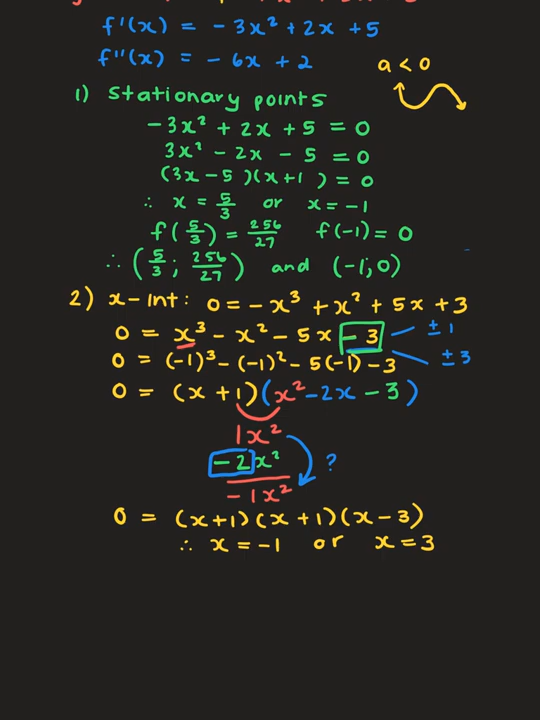 f'(x) = - 3x² + 2x + 5
f''(x) = - 6x + 2
a < 0
1) Stationary points
-3x² + 2x + 5 = 0
3x² - 2x - 5 = 0
(3x - 5)(x + 1) = 0
∴ x = 5/3 or x = -1
f(5/3) = 256/27 f(-1) = 0
∴ (5/3 ; 256/27) and (-1; 0)
2) x-int: 0 = -x³ + x² + 5x + 3
0 = x³ - x² - 5x - 3 ± 1
0 = (-1)³ - (-1)² - 5(-1) - 3 ± 3
0 = (x + 1)(x² - 2x - 3)
1x²
-2x² ?
-1x²
0 = (x+1)(x+1)(x-3)
∴ x = -1 or x = 3